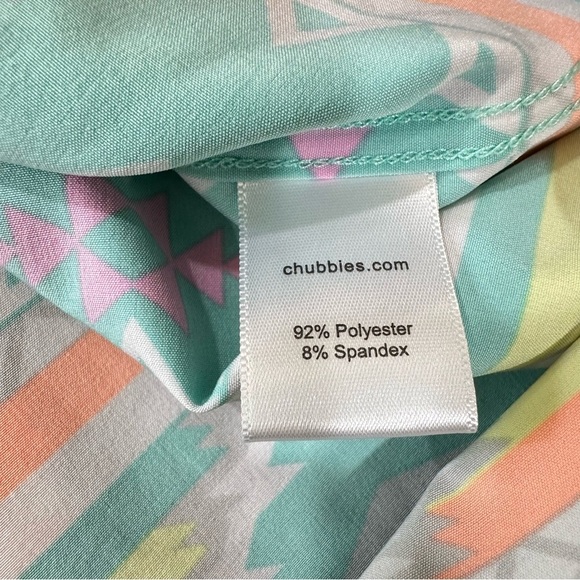 chubbies.com
92% Polyester
8% Spandex